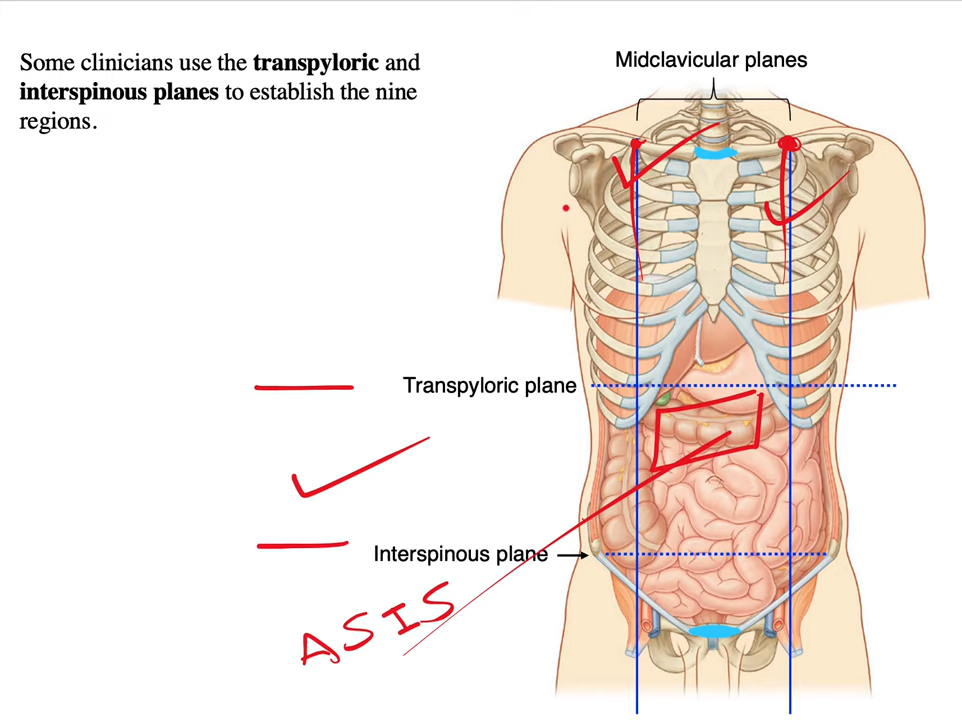 Some clinicians use the transpyloric and
interspinous planes to establish the nine
regions.
Midclavicular planes
Transpyloric plane
Interspinous plane
ASIS